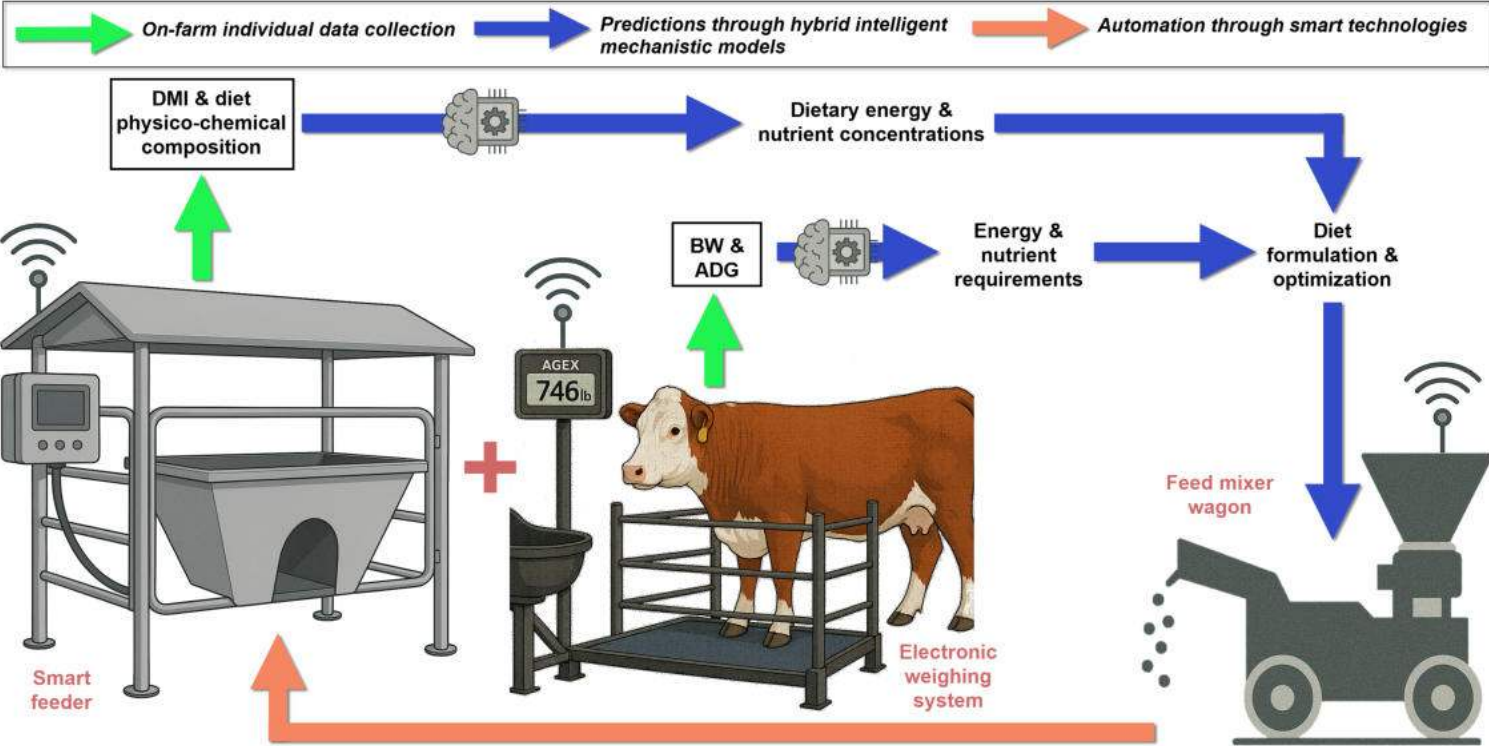 On-farm individual data collection
Predictions through hybrid intelligent
mechanistic models
Automation through smart technologies
DMI & diet
physico-chemical
composition
Dietary energy &
nutrient concentrations
BW &
ADG
Energy &
nutrient
requirements
Diet
formulation &
optimization
AGEX
746lb
Feed mixer
wagon
Smart
feeder
Electronic
weighing
system